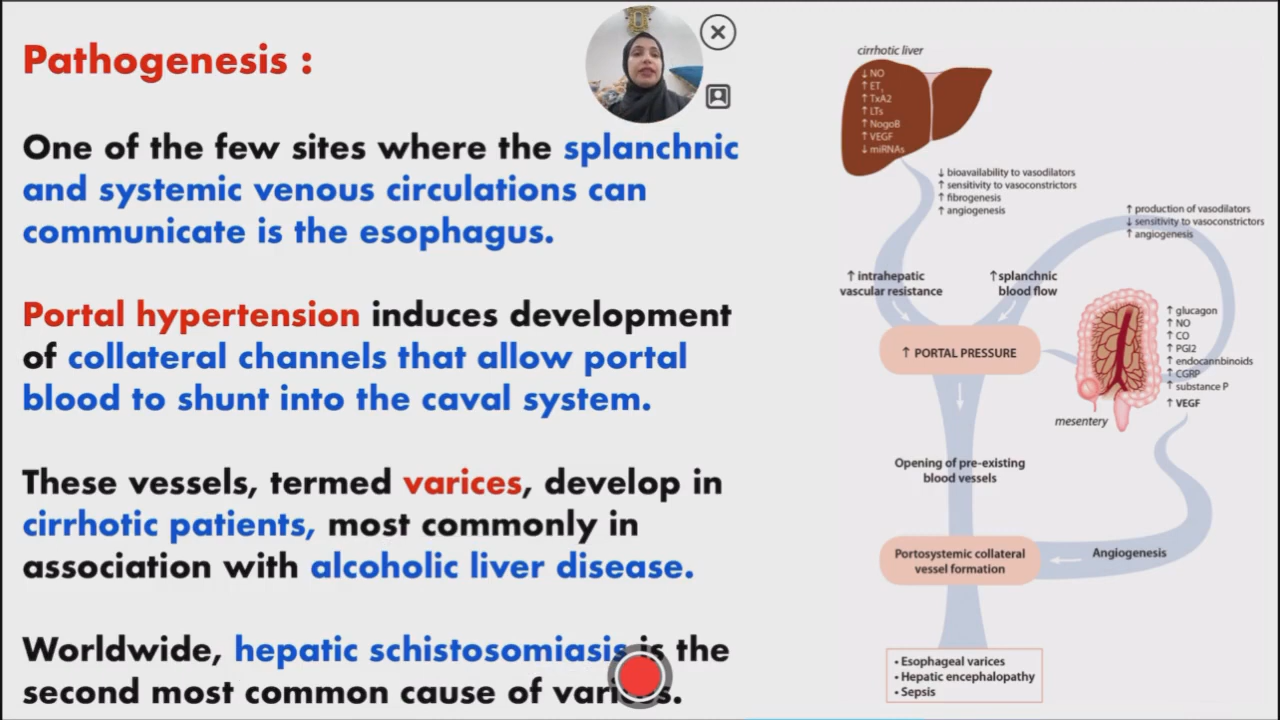 Pathogenesis :
One of the few sites where the splanchnic
and systemic venous circulations can
communicate is the esophagus.
Portal hypertension induces development
of collateral channels that allow portal
blood to shunt into the caval system.
These vessels, termed varices, develop in
cirrhotic patients, most commonly in
association with alcoholic liver disease.
Worldwide, hepatic schistosomiasis is the
second most common cause of
cirrhotic liver
↓ NO
↑ ET
↑ TxA2
↑ LTs
↑ NogoB
↑ VEGF
↓ miRNAs
↓ bioavailability to vasodilators
↑ sensitivity to vasoconstrictors
↑ fibrogenesis
↑ angiogenesis
↑ production of vasodilators
↓ sensitivity to vasoconstrictors
↑ angiogenesis
↑ intrahepatic
vascular resistance
↑ splanchnic
blood flow
↑ PORTAL PRESSURE
↑ glucagon
↑ NO
↑ CO
↑ PGI2
↑ endocannbinoids
↑ CGRP
↑ substance P
↑ VEGF
mesentery
Opening of pre-existing
blood vessels
Portosystemic collateral
vessel formation
Angiogenesis
• Esophageal varices
• Hepatic encephalopathy
• Sepsis